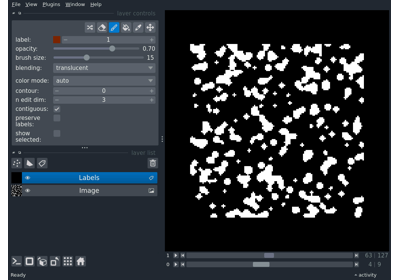 File View Plugins Window Help
layer controls
label: 1
opacity: 0.70
brush size: 15
blending: translucent
color mode: auto
contour: 0
n edit dim: 3
contiguous:
preserve
labels:
show
selected:
layer list
Labels
Image
1 63 127
0 4 9
Ready activity